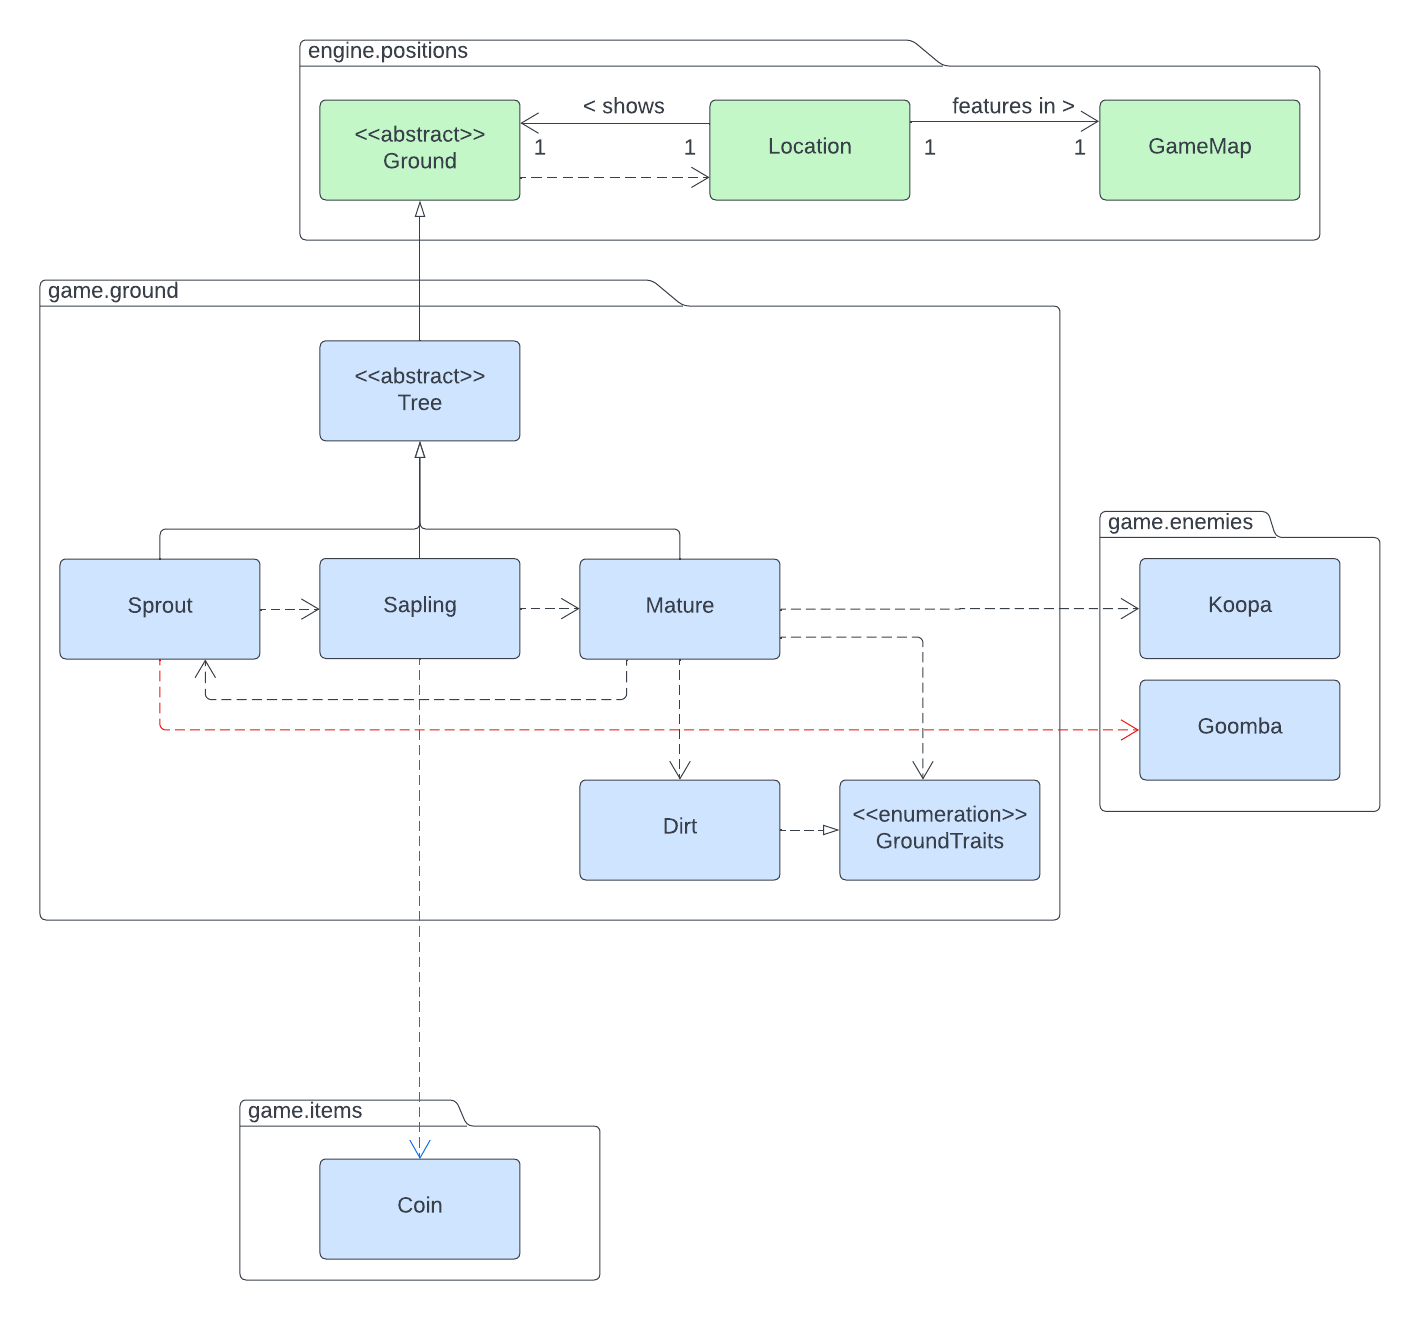 engine.positions
< shows
features in >
<<abstract>>
Ground
Location
GameMap
1
1
1
1
game.ground
<<abstract>>
Tree
game.enemies
Sprout
Sapling
Mature
Koopa
Goomba
Dirt
<<enumeration>>
GroundTraits
game.items
Coin